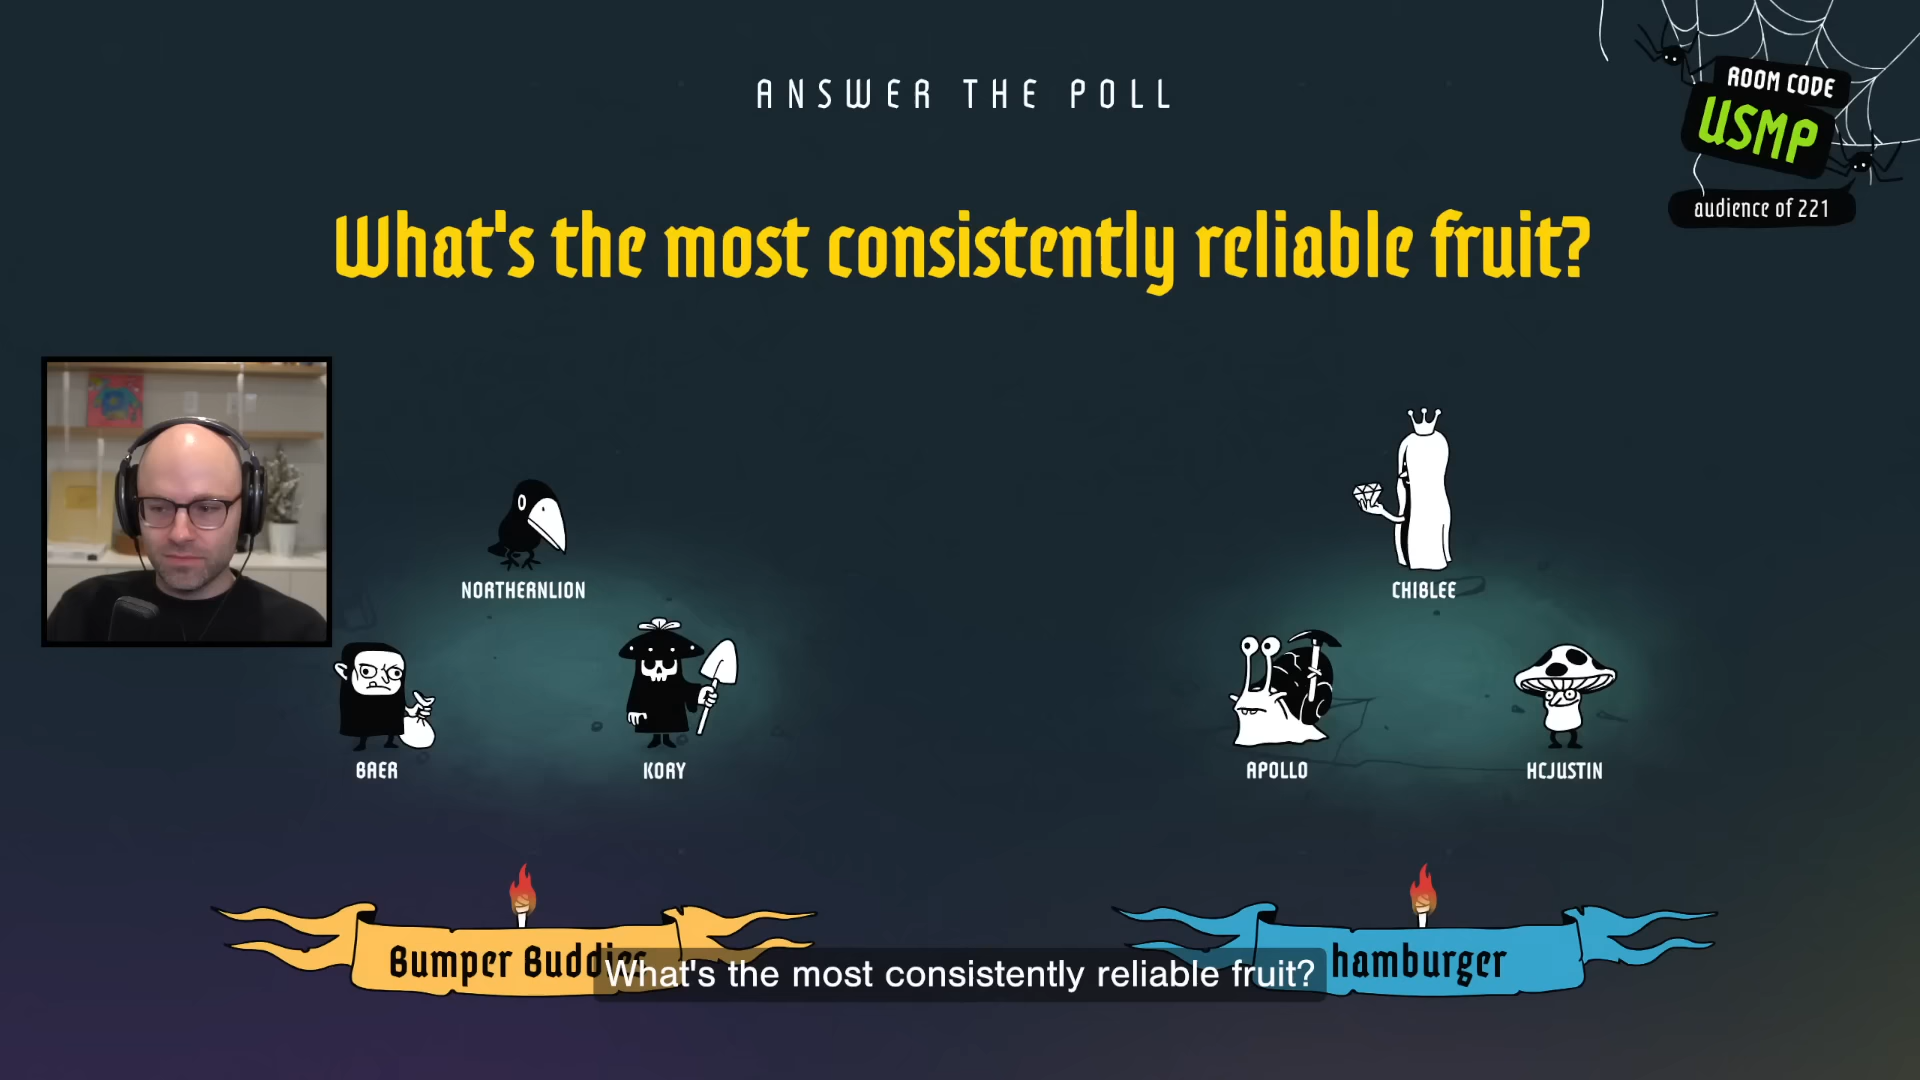 ANSWER THE POLL
ROOM CODE
USMP
audience of 221
What's the most consistently reliable fruit?
NORTHERNLION
CHIBLEE
BAER
KORY
APOLLO
HCJUSTIN
Bumper Buddies
hamburger
What's the most consistently reliable fruit?